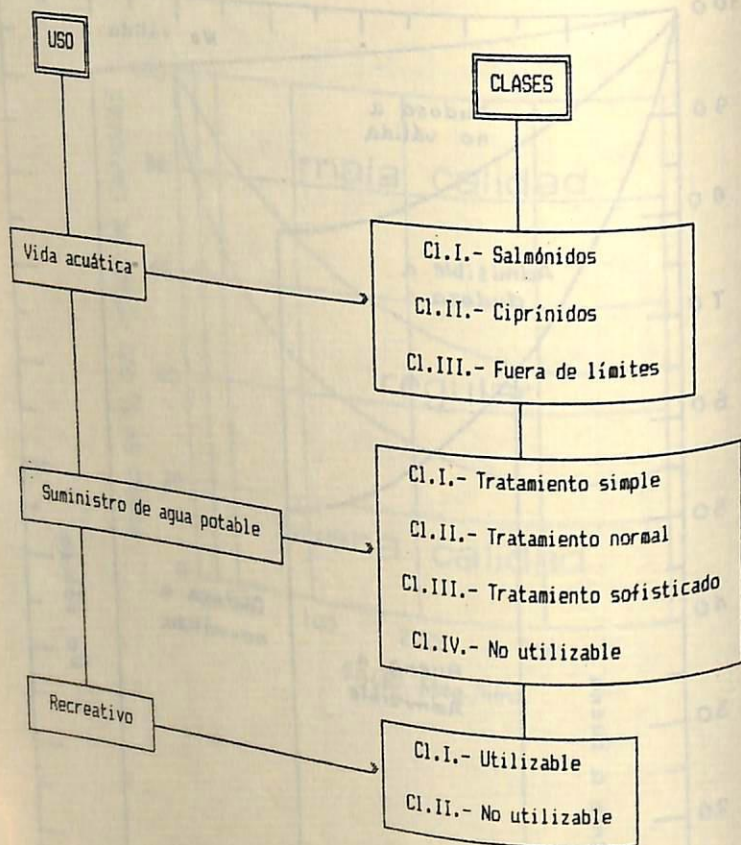 USO
CLASES
Vida acuática
Cl.I.- Salmónidos
Cl.II.- Ciprínidos
Cl.III.- Fuera de límites
Suministro de agua potable
Cl.I.- Tratamiento simple
Cl.II.- Tratamiento normal
Cl.III.- Tratamiento sofisticado
Cl.IV.- No utilizable
Recreativo
Cl.I.- Utilizable
Cl.II.- No utilizable